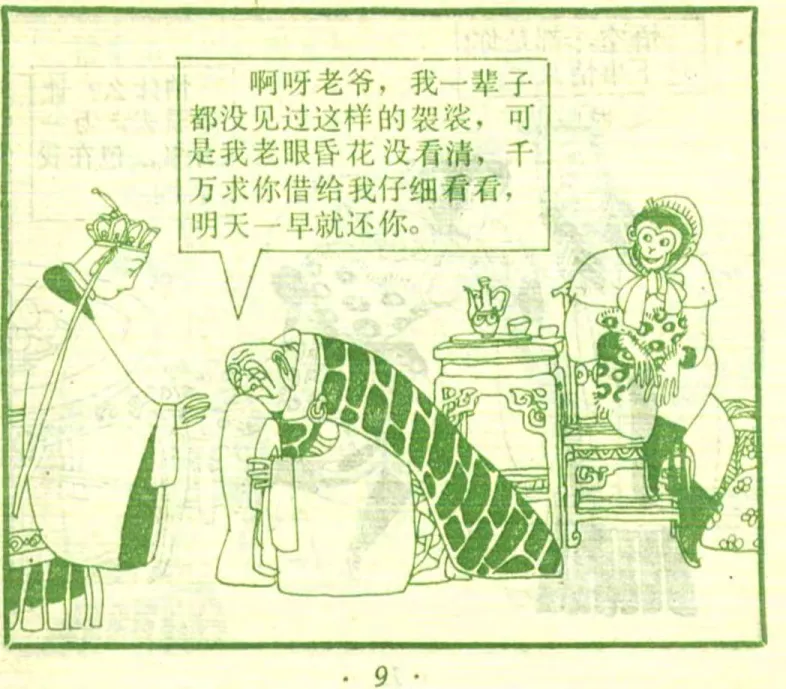 啊呀老爷，我一辈子
都没见过这样的袈裟，可
是我老眼昏花没看清，千
万求你借给我仔细看看，
明天一早就还你。
· 9 ·